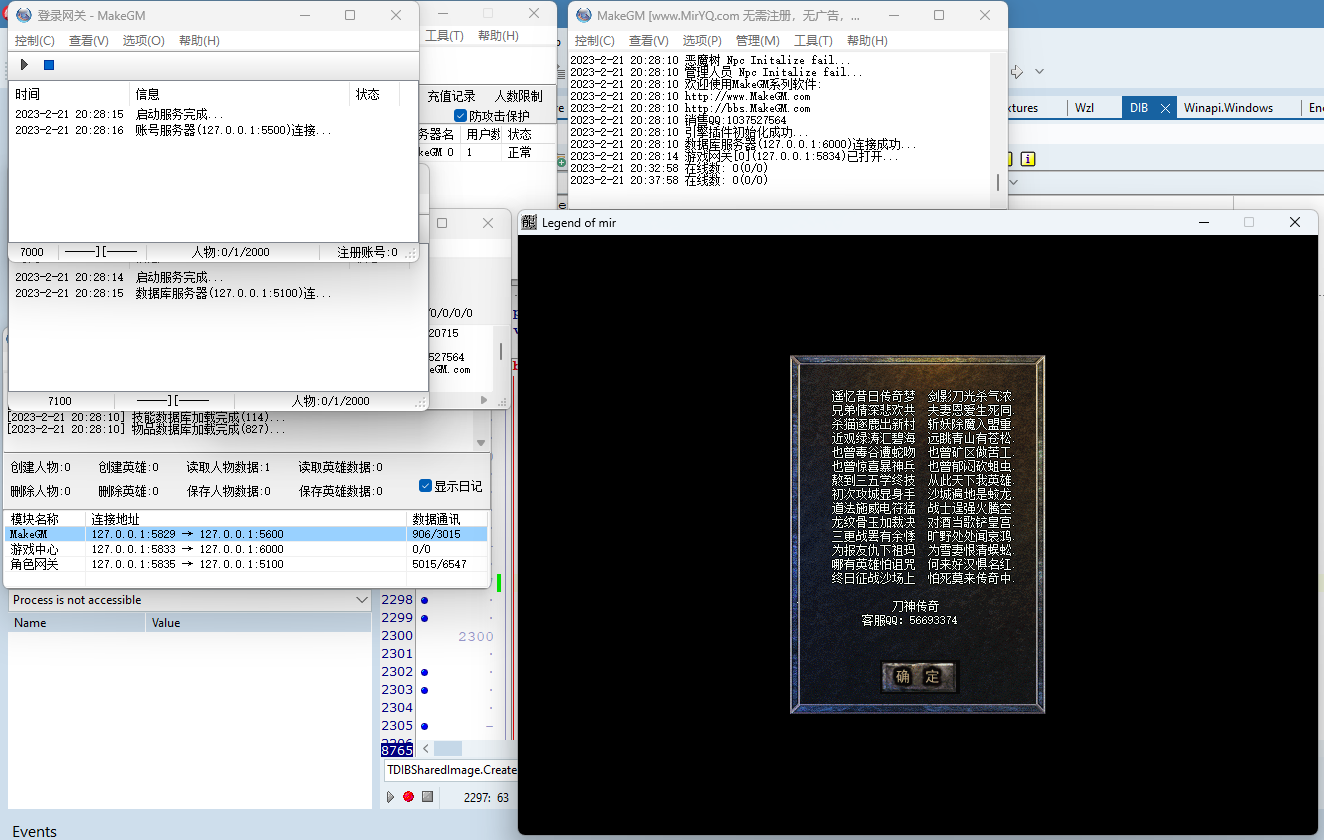 登录网关 - MakeGM
控制(C) 查看(V) 选项(O) 帮助(H)
时间 信息 状态
2023-2-21 20:28:15 启动服务完成...
2023-2-21 20:28:16 账号服务器(127.0.0.1:5500)连接...
7000 ——][—— 人物:0/1/2000 注册账号:0
2023-2-21 20:28:14 启动服务完成...
2023-2-21 20:28:15 数据库服务器(127.0.0.1:5100)连...
7100 ——][—— 人物:0/1/2000
[2023-2-21 20:28:10] 技能数据库加载完成(114)...
[2023-2-21 20:28:10] 物品数据库加载完成(827)...
创建人物:0 创建英雄:0 读取人物数据:1 读取英雄数据:0
删除人物:0 删除英雄:0 保存人物数据:0 保存英雄数据:0
显示日记
模块名称 连接地址 数据通讯
MakeGM 127.0.0.1:5829 → 127.0.0.1:5600 906/3015
游戏中心 127.0.0.1:5833 → 127.0.0.1:6000 0/0
角色网关 127.0.0.1:5835 → 127.0.0.1:5100 5015/6547
Process is not accessible
Name Value
Events
工具(T) 帮助(H)
充值记录 人数限制
防攻击保护
务器名 用户数 状态
keGM 0 1 正常
/0/0/0/0
20715
527564
eGM.com
2298
2299
2300 2300
2301
2302
2303
2304
2305
8765
TDIBSharedImage.Create
2297: 63
MakeGM [www.MirYQ.com 无需注册，无广告，...
控制(C) 查看(V) 选项(P) 管理(M) 工具(T) 帮助(H)
2023-2-21 20:28:10 恶魔树 Npc Initalize fail...
2023-2-21 20:28:10 管理人员 Npc Initalize fail...
2023-2-21 20:28:10 欢迎使用MakeGM系列软件:
2023-2-21 20:28:10 http://www.MakeGM.com
2023-2-21 20:28:10 http://bbs.MakeGM.com
2023-2-21 20:28:10 销售QQ:1037527564
2023-2-21 20:28:10 引擎插件初始化成功...
2023-2-21 20:28:10 数据库服务器(127.0.0.1:6000)连接成功...
2023-2-21 20:28:14 游戏网关[0](127.0.0.1:5834)已打开...
2023-2-21 20:32:58 在线数: 0(0/0)
2023-2-21 20:37:58 在线数: 0(0/0)
xtures Wzl DIB Winapi.Windows En
Legend of mir
谨忆昔日传奇梦 剑影刀光杀气浓.
兄弟情深悲欢共 夫妻恩爱生死同.
杀猫逐鹿出新村 斩妖除魔入盟重.
近观绿涛汇碧海 远眺青山有苍松.
也曾毒谷遭蛇吻 也曾矿区做苦工.
也曾惊喜暴神兵 也曾郁闷砍蛆虫.
熬到三五学终技 从此天下我英雄.
初次攻城显身手 沙城遍地是蛟龙.
道法施威电符猛 战士逞强火腾空.
龙纹骨玉加裁决 对酒当歌铲皇宫.
三更战罢有余悸 旷野处处闻哀鸿.
为报友仇下祖玛 为雪妻恨清蜈蚣.
哪有英雄怕诅咒 何来好汉惧名红.
终日征战沙场上 怕死莫来传奇中.
刀神传奇
客服QQ: 56693374
确 定